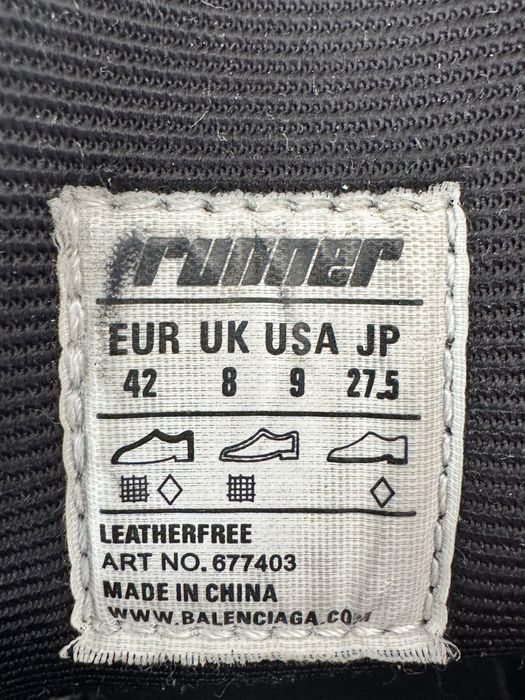 runner
EUR UK USA JP
42 8 9 27.5
LEATHERFREE
ART NO. 677403
MADE IN CHINA
WWW.BALENCIAGA.COM